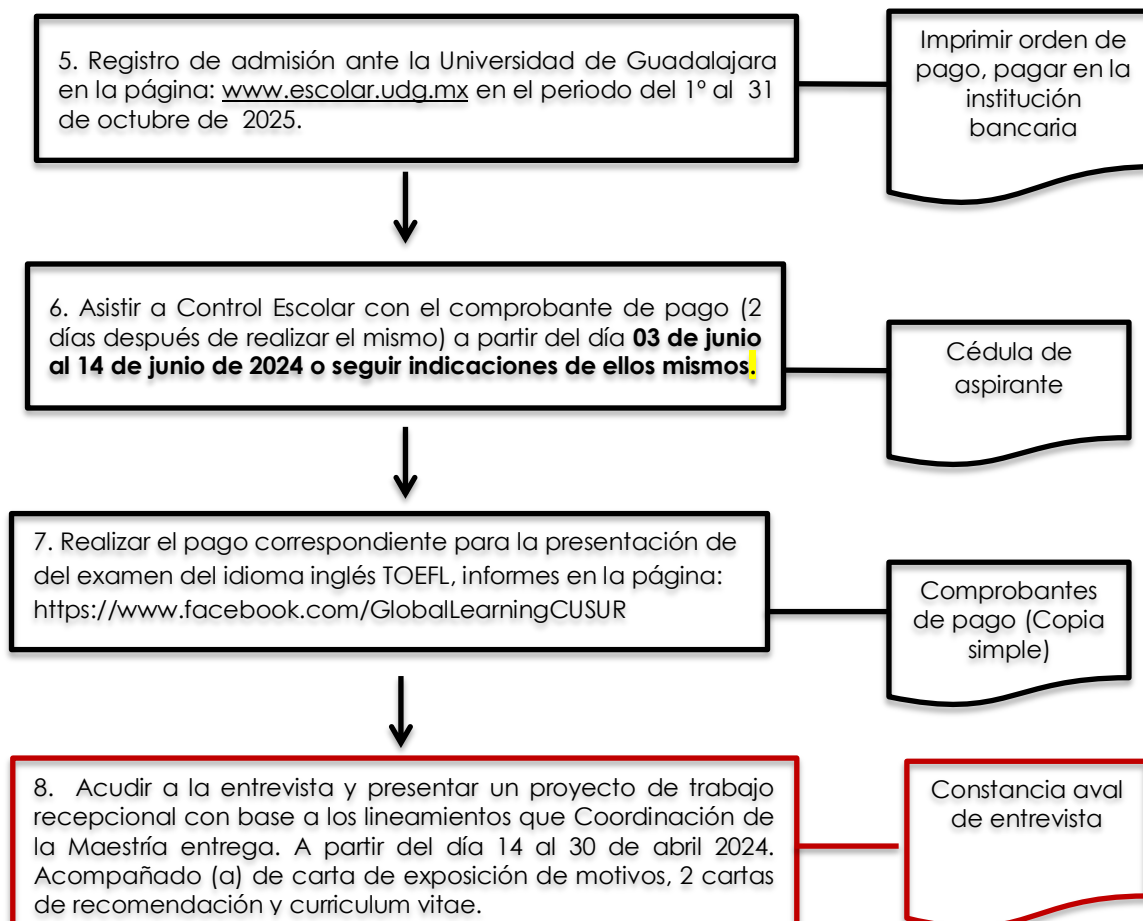 5. Registro de admisión ante la Universidad de Guadalajara
en la página: www.escolar.udg.mx en el periodo del 1º al 31
de octubre de 2025.
Imprimir orden de
pago, pagar en la
institución
bancaria
6. Asistir a Control Escolar con el comprobante de pago (2
días después de realizar el mismo) a partir del día 03 de junio
al 14 de junio de 2024 o seguir indicaciones de ellos mismos.
Cédula de
aspirante
7. Realizar el pago correspondiente para la presentación de
del examen del idioma inglés TOEFL, informes en la página:
https://www.facebook.com/GlobalLearningCUSUR
Comprobantes
de pago (Copia
simple)
8. Acudir a la entrevista y presentar un proyecto de trabajo
recepcional con base a los lineamientos que Coordinación de
la Maestría entrega. A partir del día 14 al 30 de abril 2024.
Acompañado (a) de carta de exposición de motivos, 2 cartas
de recomendación y curriculum vitae.
Constancia aval
de entrevista